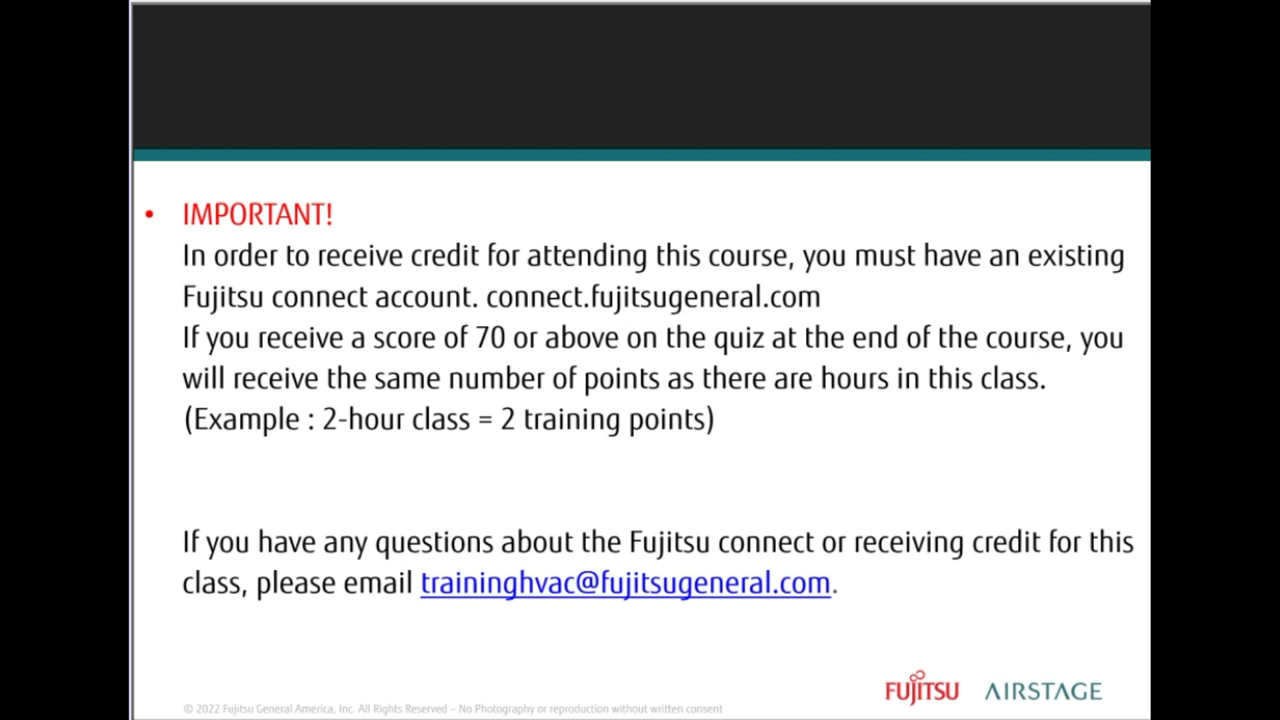 • IMPORTANT!
In order to receive credit for attending this course, you must have an existing
Fujitsu connect account. connect.fujitsugeneral.com
If you receive a score of 70 or above on the quiz at the end of the course, you
will receive the same number of points as there are hours in this class.
(Example : 2-hour class = 2 training points)
If you have any questions about the Fujitsu connect or receiving credit for this
class, please email traininghvac@fujitsugeneral.com.
FUJITSU AIRSTAGE
© 2022 Fujitsu General America, Inc. All Rights Reserved – No Photography or reproduction without written consent